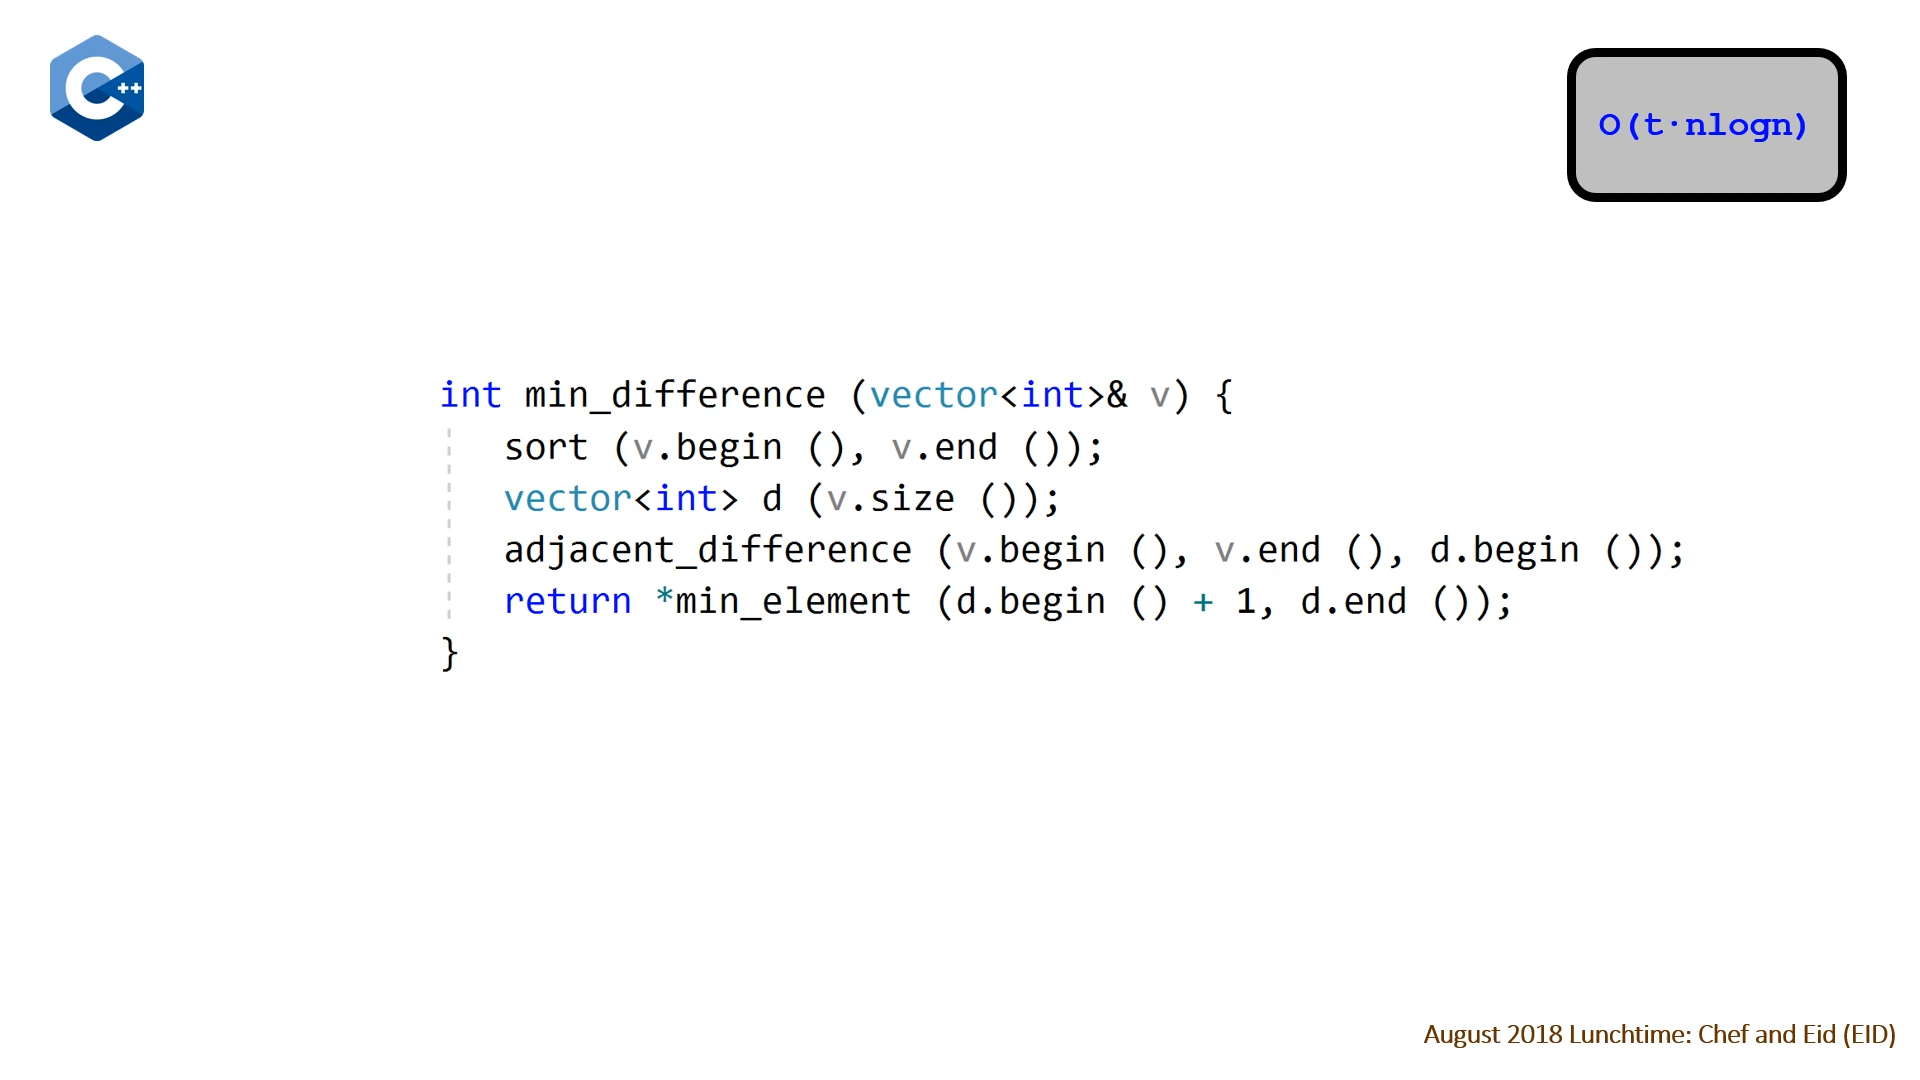 C++
O(t·nlogn)
int min_difference (vector<int>& v) {
sort (v.begin (), v.end ());
vector<int> d (v.size ());
adjacent_difference (v.begin (), v.end (), d.begin ());
return *min_element (d.begin () + 1, d.end ());
}
August 2018 Lunchtime: Chef and Eid (EID)